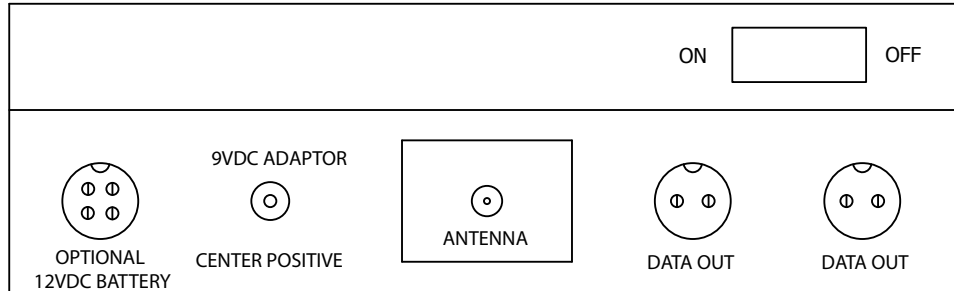 ON
OFF
9VDC ADAPTOR
CENTER POSITIVE
OPTIONAL
12VDC BATTERY
ANTENNA
DATA OUT
DATA OUT